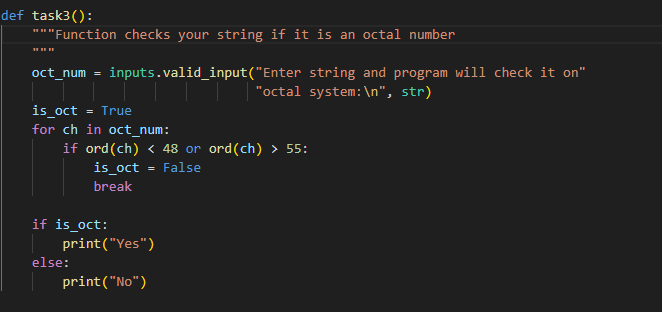 def task3():
    """Function checks your string if it is an octal number
    """
    oct_num = inputs.valid_input("Enter string and program will check it on"
                                 "octal system:\n", str)
    is_oct = True
    for ch in oct_num:
        if ord(ch) < 48 or ord(ch) > 55:
            is_oct = False
            break

    if is_oct:
        print("Yes")
    else:
        print("No")